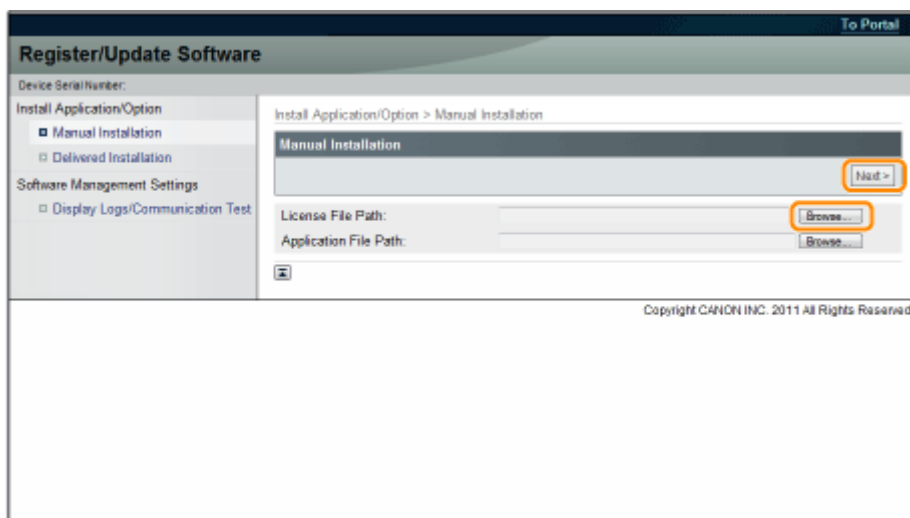 To Portal
Register/Update Software
Device Serial Number:
Install Application/Option
Manual Installation
Delivered Installation
Software Management Settings
Display Logs/Communication Test
Install Application/Option > Manual Installation
Manual Installation
Next >
License File Path:
Browse...
Application File Path:
Browse...
Copyright CANON INC. 2011 All Rights Reserved